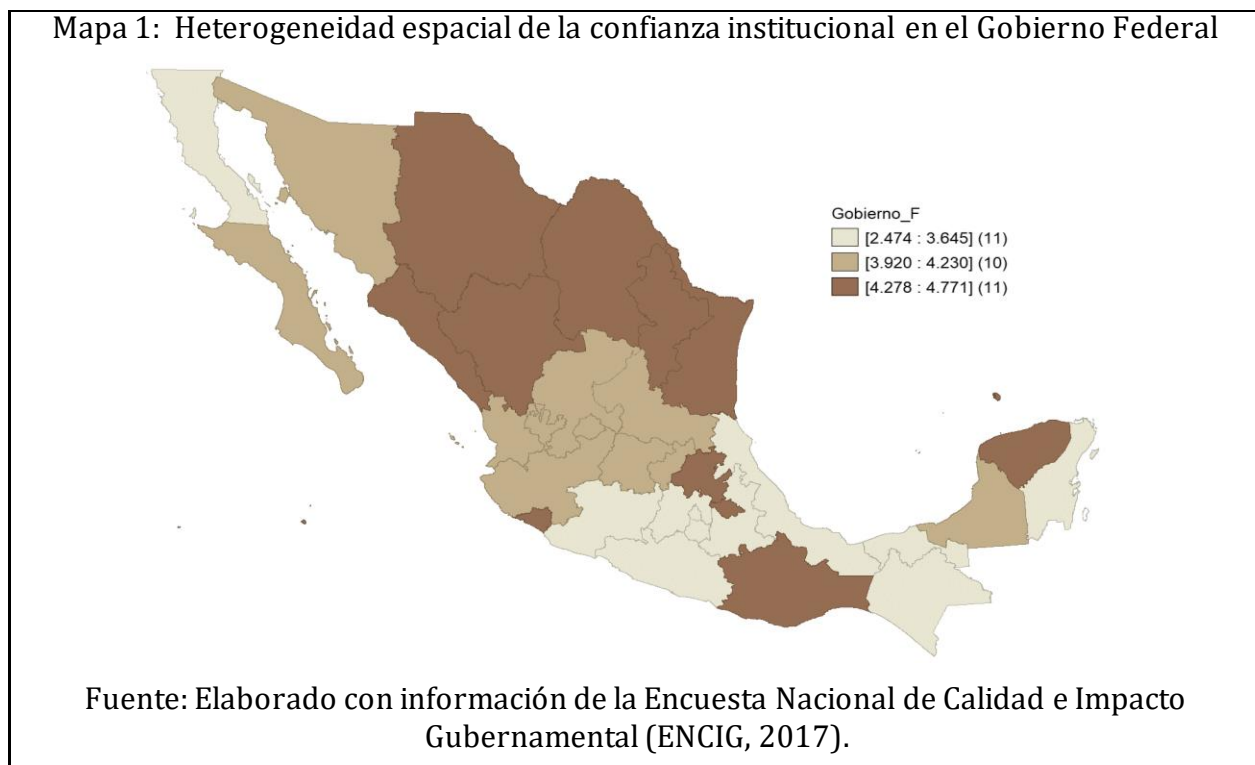 Mapa 1: Heterogeneidad espacial de la confianza institucional en el Gobierno Federal
Gobierno_F
[2.474 : 3.645] (11)
[3.920 : 4.230] (10)
[4.278 : 4.771] (11)
Fuente: Elaborado con información de la Encuesta Nacional de Calidad e Impacto
Gubernamental (ENCIG, 2017).